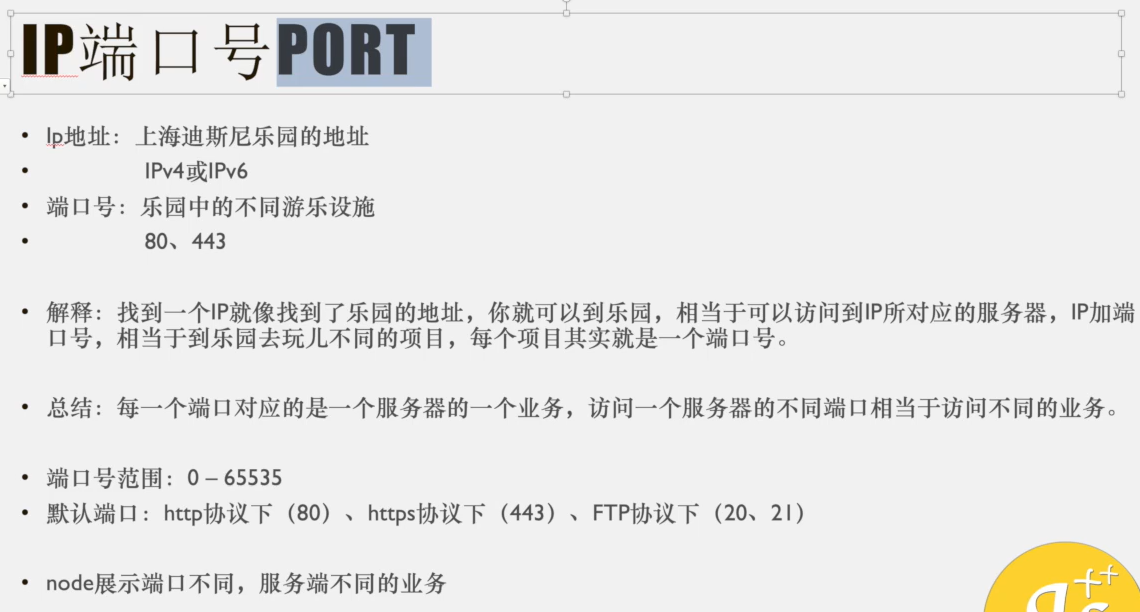 IP端口号PORT
Ip地址：上海迪斯尼乐园的地址
IPv4或IPv6
端口号：乐园中的不同游乐设施
80、443
解释：找到一个IP就像找到了乐园的地址，你就可以到乐园，相当于可以访问到IP所对应的服务器，IP加端
口号，相当于到乐园去玩儿不同的项目，每个项目其实就是一个端口号。
总结：每一个端口对应的是一个服务器的一个业务，访问一个服务器的不同端口相当于访问不同的业务。
端口号范围：0 – 65535
默认端口：http协议下（80）、https协议下（443）、FTP协议下（20、21）
node展示端口不同，服务端不同的业务